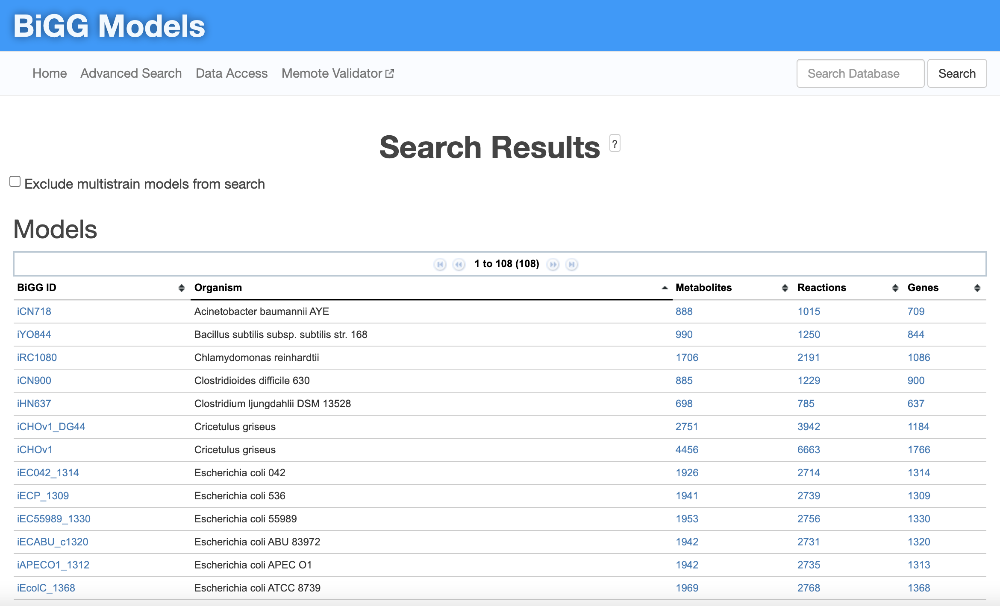 BiGG Models
Home Advanced Search Data Access Memote Validator Search Database Search
Search Results ?
Exclude multistrain models from search
Models
1 to 108 (108)
BiGG ID Organism Metabolites Reactions Genes
iCN718 Acinetobacter baumannii AYE 888 1015 709
iYO844 Bacillus subtilis subsp. subtilis str. 168 990 1250 844
iRC1080 Chlamydomonas reinhardtii 1706 2191 1086
iCN900 Clostridioides difficile 630 885 1229 900
iHN637 Clostridium ljungdahlii DSM 13528 698 785 637
iCHOv1_DG44 Cricetulus griseus 2751 3942 1184
iCHOv1 Cricetulus griseus 4456 6663 1766
iEC042_1314 Escherichia coli 042 1926 2714 1314
iECP_1309 Escherichia coli 536 1941 2739 1309
iEC55989_1330 Escherichia coli 55989 1953 2756 1330
iECABU_c1320 Escherichia coli ABU 83972 1942 2731 1320
iAPECO1_1312 Escherichia coli APEC O1 1942 2735 1313
iEcolC_1368 Escherichia coli ATCC 8739 1969 2768 1368